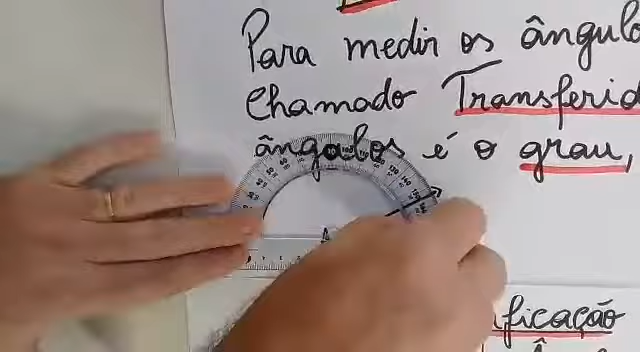 Para medir os ângulo
chamado Transferid
ângulos é o grau,
ficação